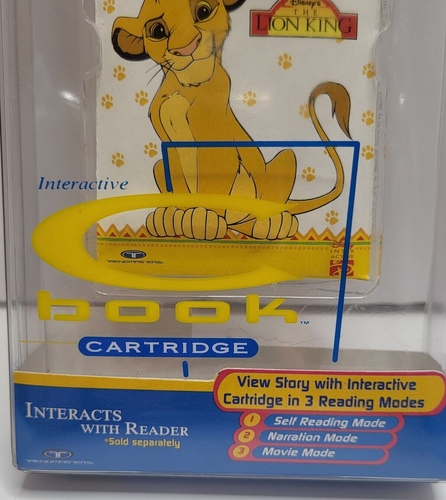 Disney's
THE
LION KING
Interactive
C
book™
CARTRIDGE
View Story with Interactive
Cartridge in 3 Reading Modes
1 Self Reading Mode
2 Narration Mode
3 Movie Mode
INTERACTS
WITH READER
*Sold separately